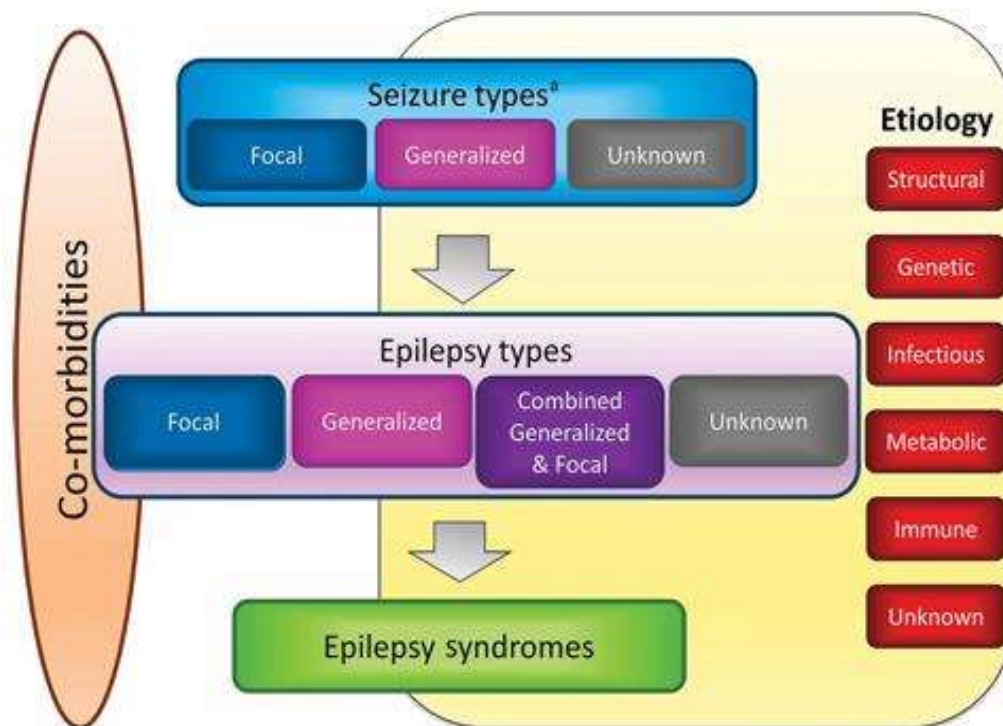 Seizure typesᵃ
Focal
Generalized
Unknown
Co-morbidities
Epilepsy types
Focal
Generalized
Combined
Generalized
& Focal
Unknown
Epilepsy syndromes
Etiology
Structural
Genetic
Infectious
Metabolic
Immune
Unknown